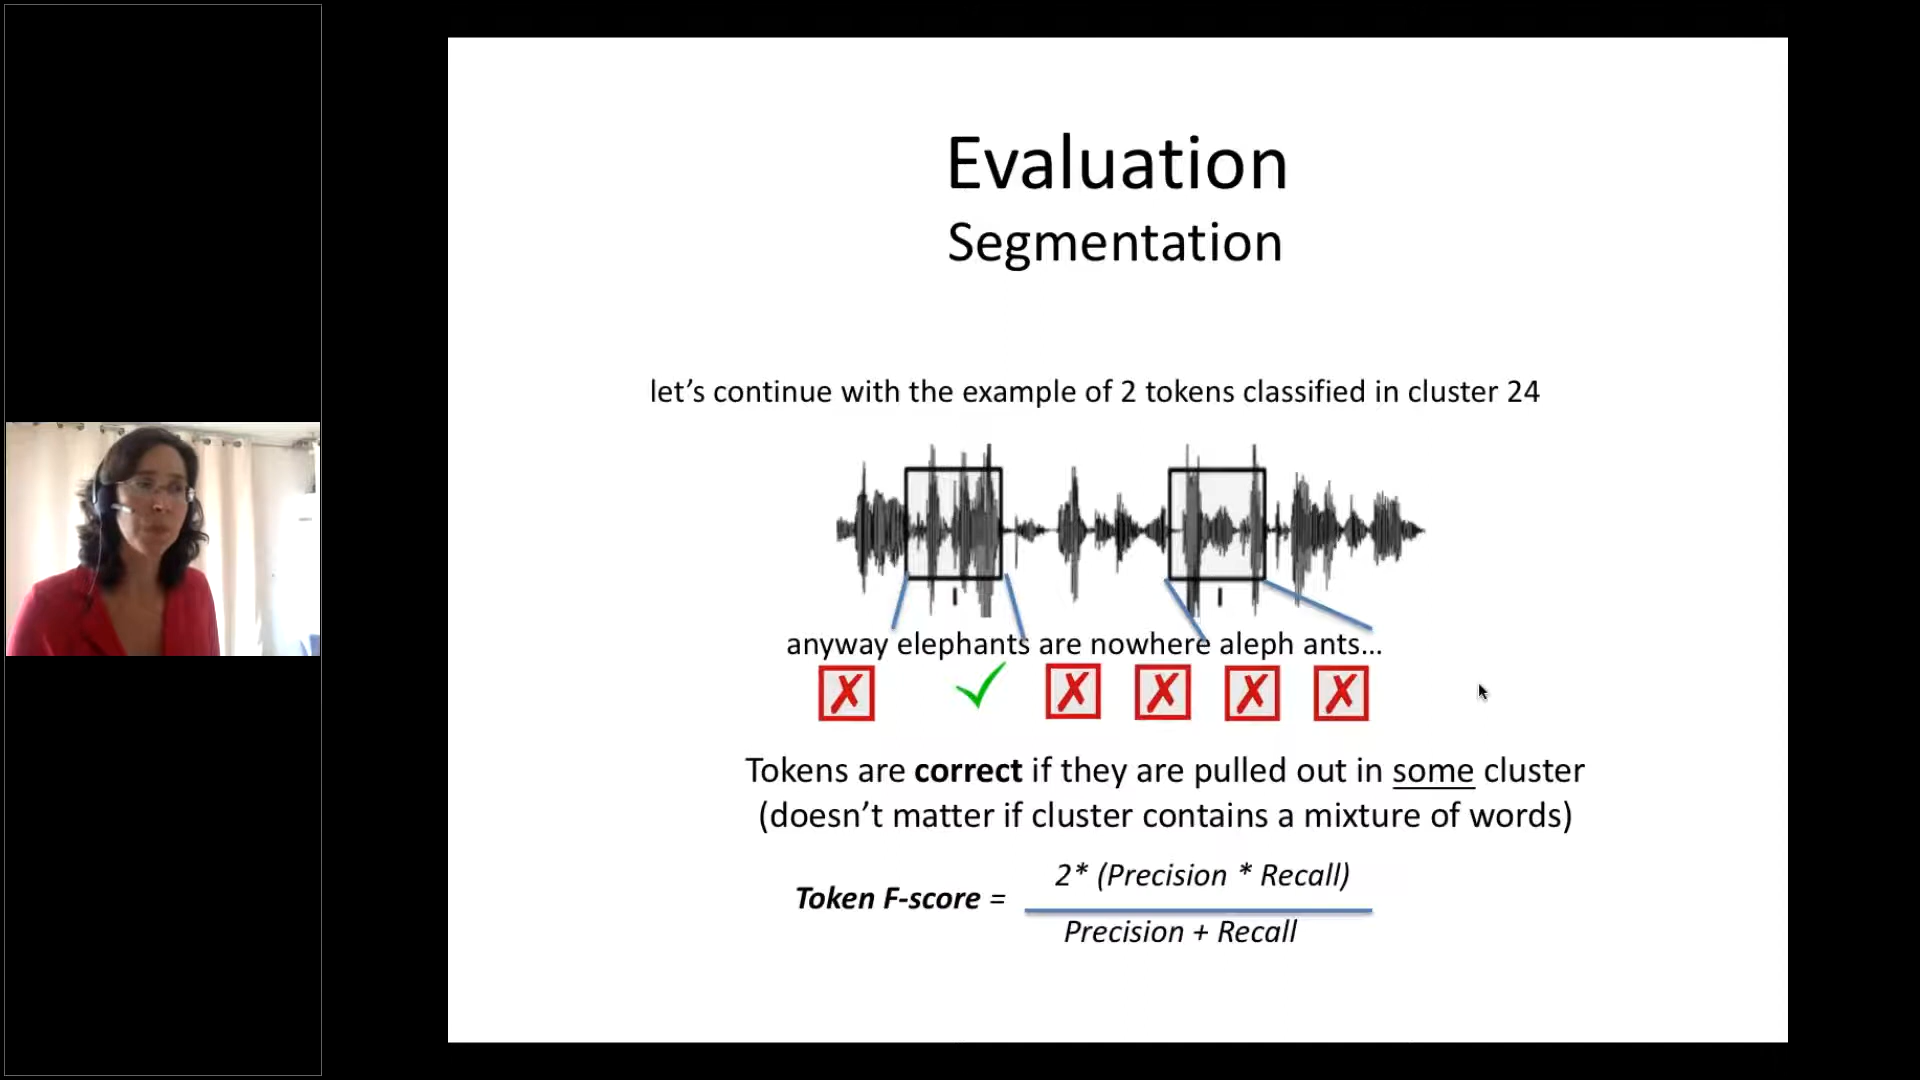 Evaluation
Segmentation
let's continue with the example of 2 tokens classified in cluster 24
anyway elephants are nowhere aleph ants...
Tokens are correct if they are pulled out in some cluster
(doesn't matter if cluster contains a mixture of words)
Token F-score =
2* (Precision * Recall)
Precision + Recall